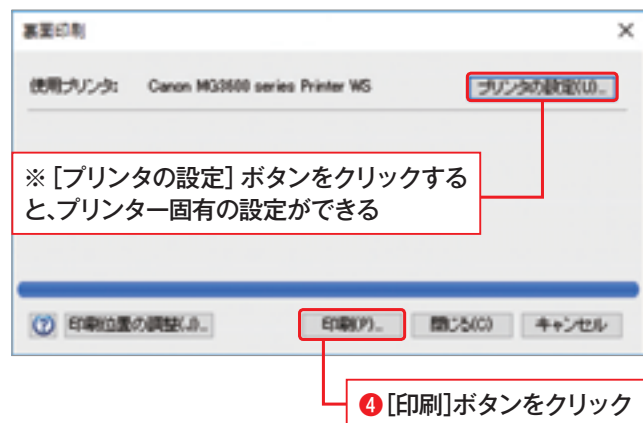 裏面印刷
使用プリンタ: Canon MG3600 series Printer WS プリンタの設定(U)...
※［プリンタの設定］ボタンをクリックする
と、プリンター固有の設定ができる
印刷位置の調整(J)... 印刷(P)... 閉じる(C) キャンセル
❹［印刷］ボタンをクリック